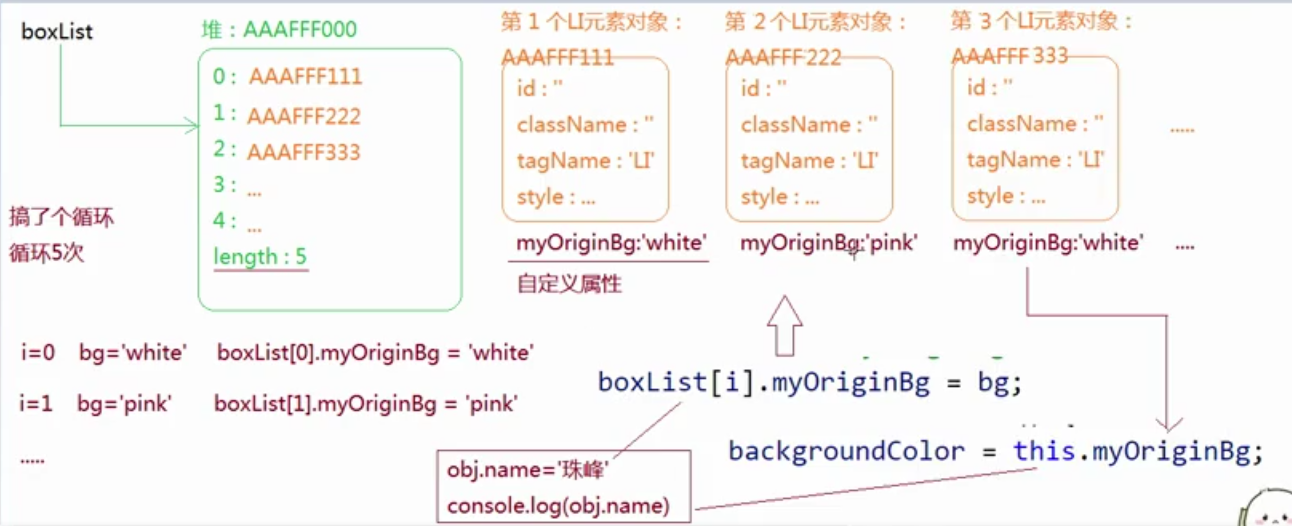 boxList
堆：AAAFFF000
0： AAAFFF111
1： AAAFFF222
2： AAAFFF333
3： ...
4： ...
length : 5
搞了个循环
循环5次
第 1 个LI元素对象：
AAAFFF111
id : ''
className : ''
tagName : 'LI'
style : ...
myOriginBg:'white'
自定义属性
第 2 个LI元素对象：
AAAFFF 222
id : ''
className : ''
tagName : 'LI'
style : ...
myOriginBg:'pink'
第 3 个LI元素对象：
AAAFFF 333
id : ''
className : ''
tagName : 'LI'
style : ...
myOriginBg:'white'
.....
....
i=0 bg='white' boxList[0].myOriginBg = 'white'
i=1 bg='pink' boxList[1].myOriginBg = 'pink'
.....
boxList[i].myOriginBg = bg;
backgroundColor = this.myOriginBg;
obj.name='珠峰'
console.log(obj.name)